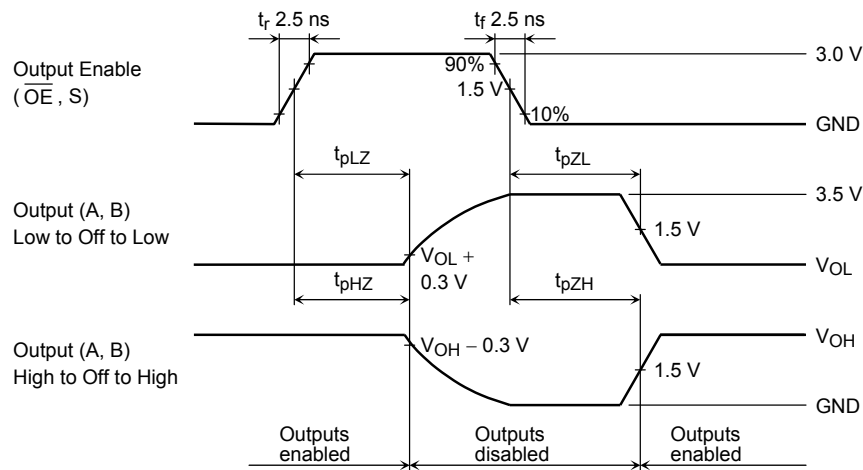 tr 2.5 ns
tf 2.5 ns
Output Enable
( OE , S)
90%
1.5 V
10%
3.0 V
GND
tpLZ
tpZL
Output (A, B)
Low to Off to Low
3.5 V
1.5 V
VOL
VOL +
0.3 V
tpHZ
tpZH
Output (A, B)
High to Off to High
VOH − 0.3 V
VOH
1.5 V
GND
Outputs
enabled
Outputs
disabled
Outputs
enabled